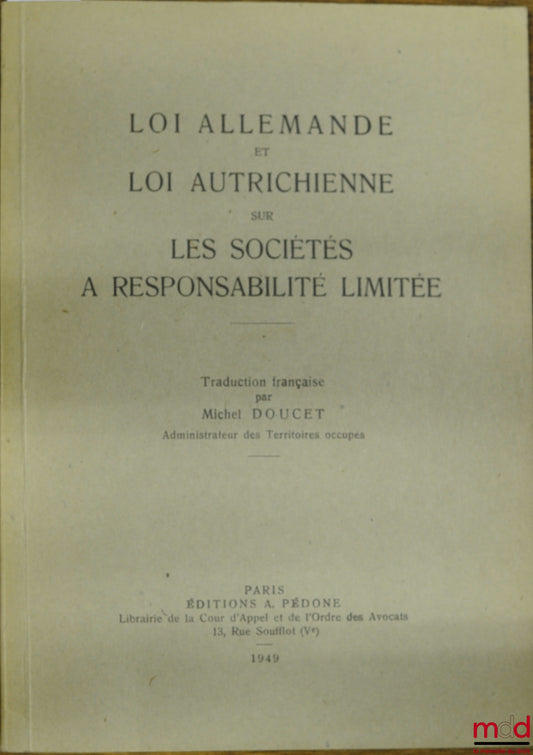 LOI ALLEMANDE
ET
LOI AUTRICHIENNE
SUR
LES SOCIÉTÉS
A RESPONSABILITÉ LIMITÉE
Traduction française
par
Michel DOUCET
Administrateur des Territoires occupés
PARIS
ÉDITIONS A. PÉDONE
Librairie de la Cour d'Appel et de l'Ordre des Avocats
13, Rue Soufflot (Ve)
1949
mdd